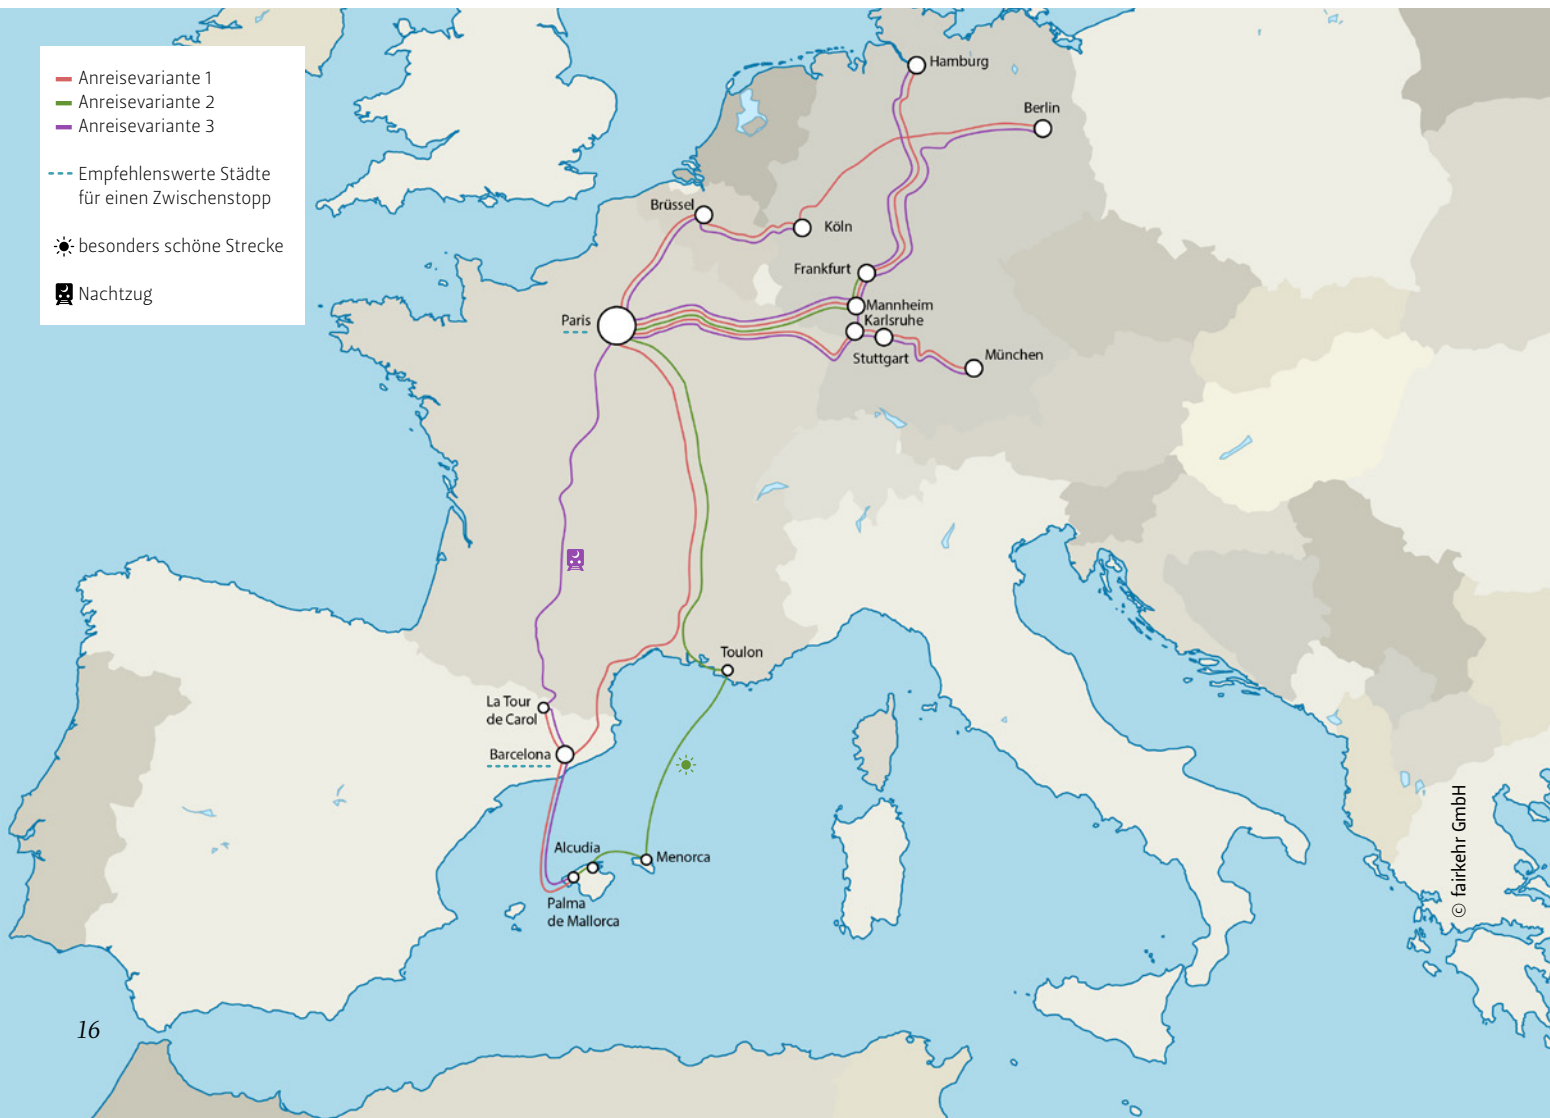 Anreisevariante 1
Anreisevariante 2
Anreisevariante 3
Empfehlenswerte Städte
für einen Zwischenstopp
besonders schöne Strecke
Nachtzug
Hamburg
Berlin
Brüssel
Köln
Frankfurt
Mannheim
Karlsruhe
Stuttgart
München
Paris
Toulon
La Tour
de Carol
Barcelona
Alcudia
Menorca
Palma
de Mallorca
© fairkehr GmbH
16